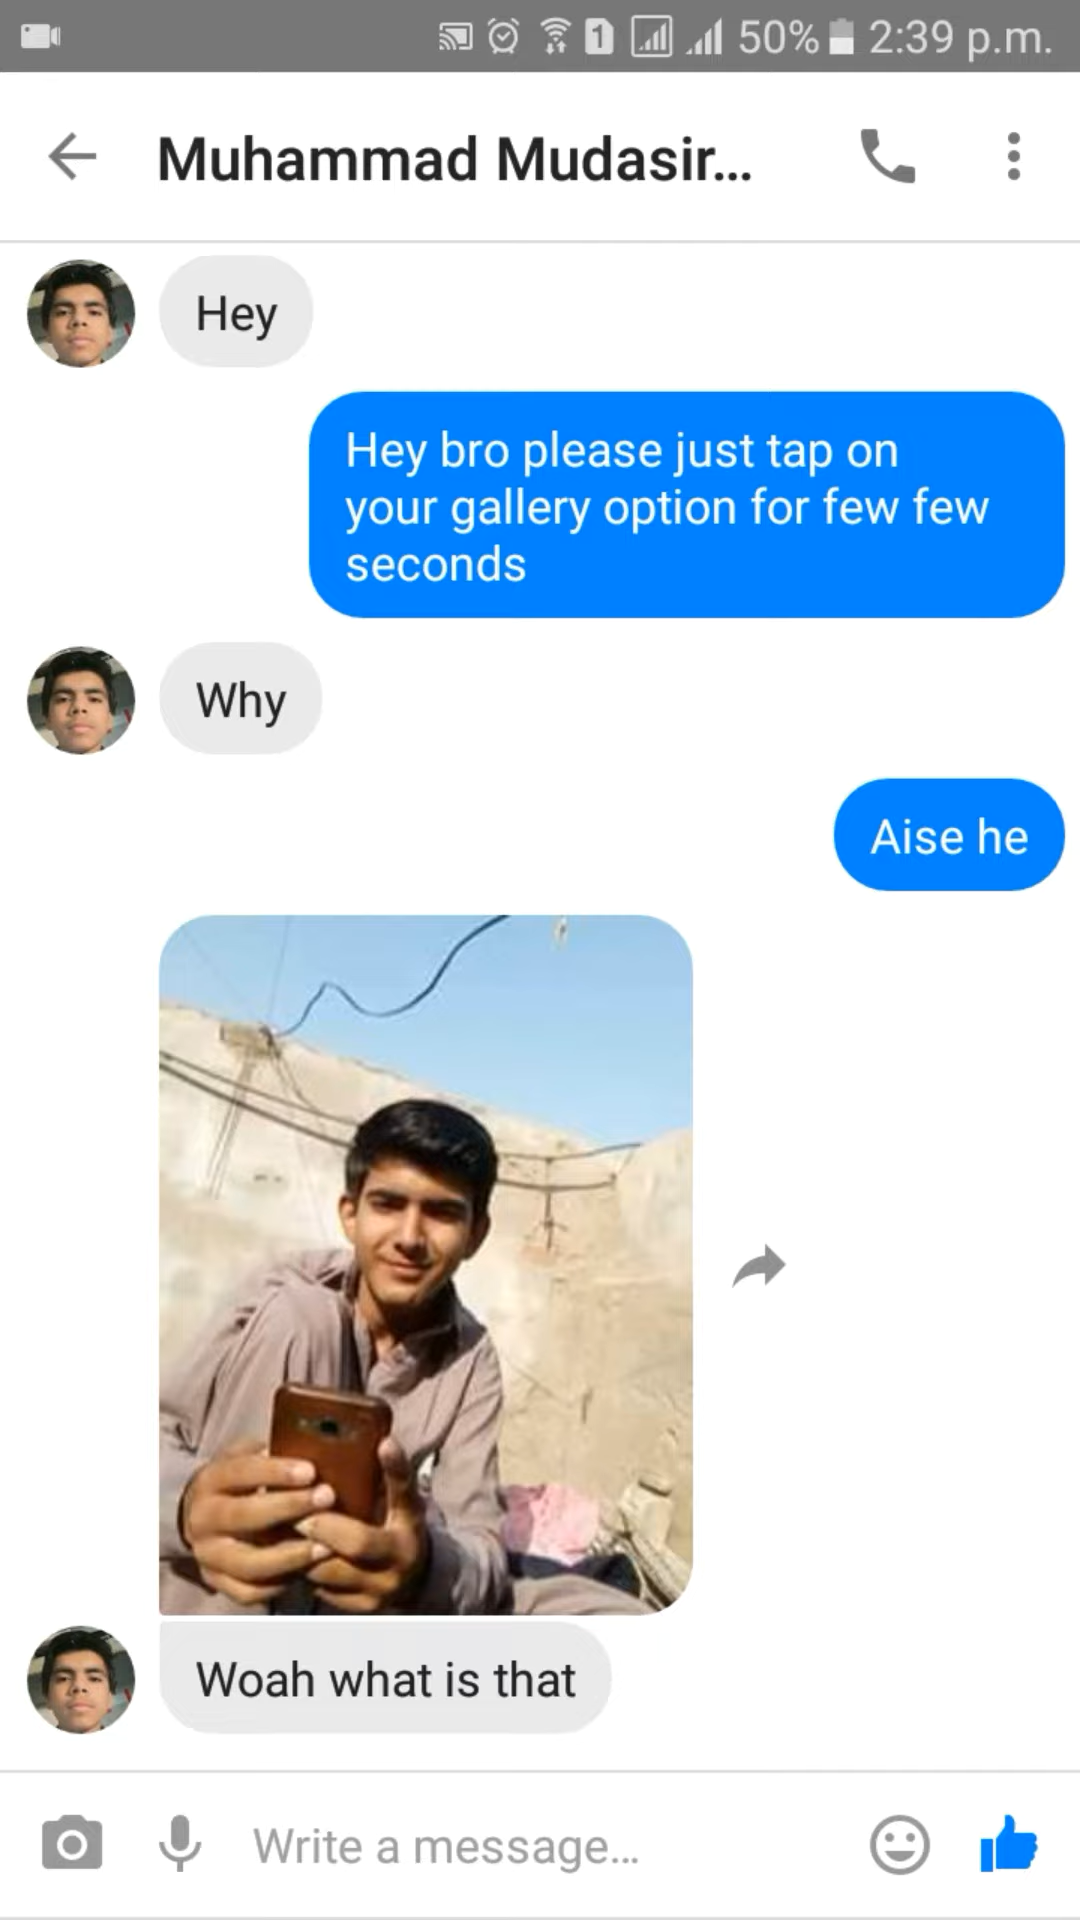 1 50% 2:39 p.m.
Muhammad Mudasir...
Hey
Hey bro please just tap on
your gallery option for few few
seconds
Why
Aise he
Woah what is that
Write a message...